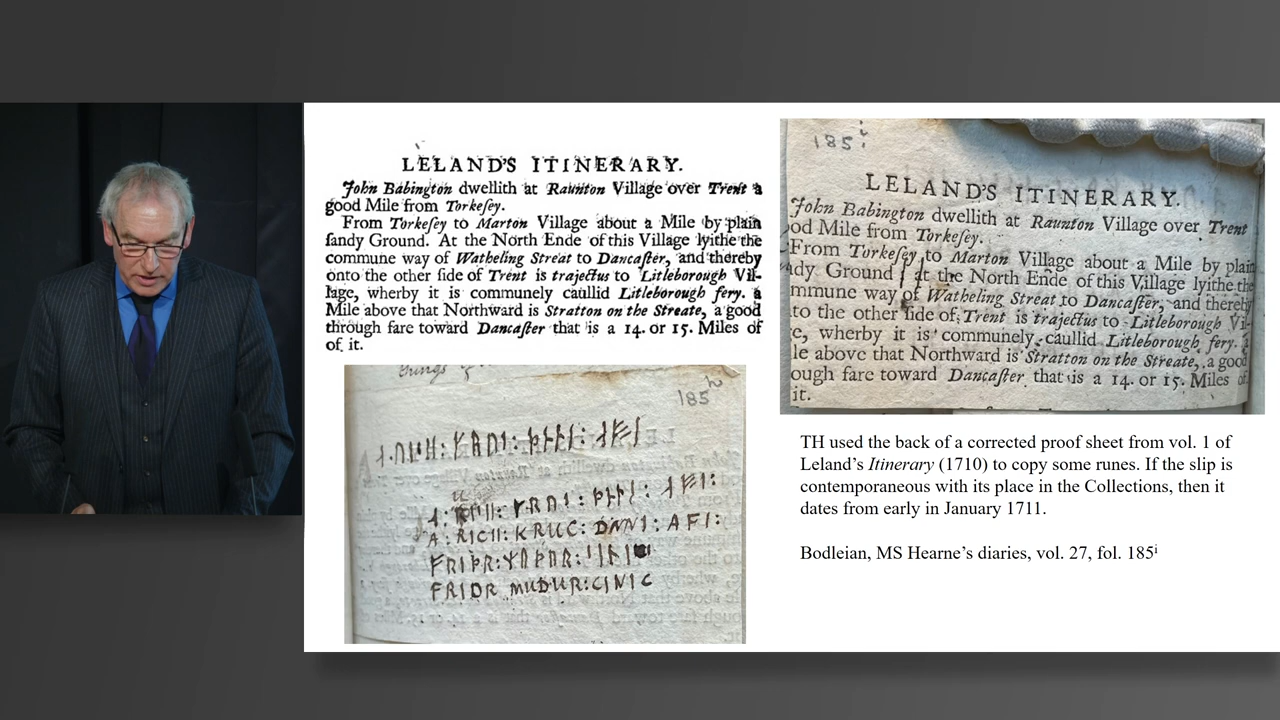 LELAND'S ITINERARY.
John Babington dwellith at Raunton Village over Trent a
good Mile from Torkeſey.
From Torkeſey to Marton Village about a Mile by plain
ſandy Ground. At the North Ende of this Village lyithe the
commune way of Watheling Streat to Dancaſter, and thereby
onto the other ſide of Trent is trajectus to Litleborough Vil-
lage, wherby it is communely caullid Litleborough fery. a
Mile above that Northward is Stratton on the Streate, a good
through fare toward Dancaſter that is a 14. or 15. Miles of
of it.
things
185
A: RICII: KRUC: DANI: AFI:
FRIDR MUDUR:CINIC
185i
LELAND'S ITINERARY.
John Babington dwellith at Raunton Village over Trent
od Mile from Torkeſey.
From Torkeſey to Marton Village about a Mile by plain
ndy Ground at the North Ende of this Village lyithe the
mmune way of Watheling Streat to Dancaſter, and thereby
to the other ſide of Trent is trajectus to Litleborough Vil-
e, wherby it is communely caullid Litleborough fery. a
le above that Northward is Stratton on the Streate, a good
ough fare toward Dancaſter that is a 14. or 15. Miles of
it.
TH used the back of a corrected proof sheet from vol. 1 of
Leland’s Itinerary (1710) to copy some runes. If the slip is
contemporaneous with its place in the Collections, then it
dates from early in January 1711.
Bodleian, MS Hearne’s diaries, vol. 27, fol. 185i